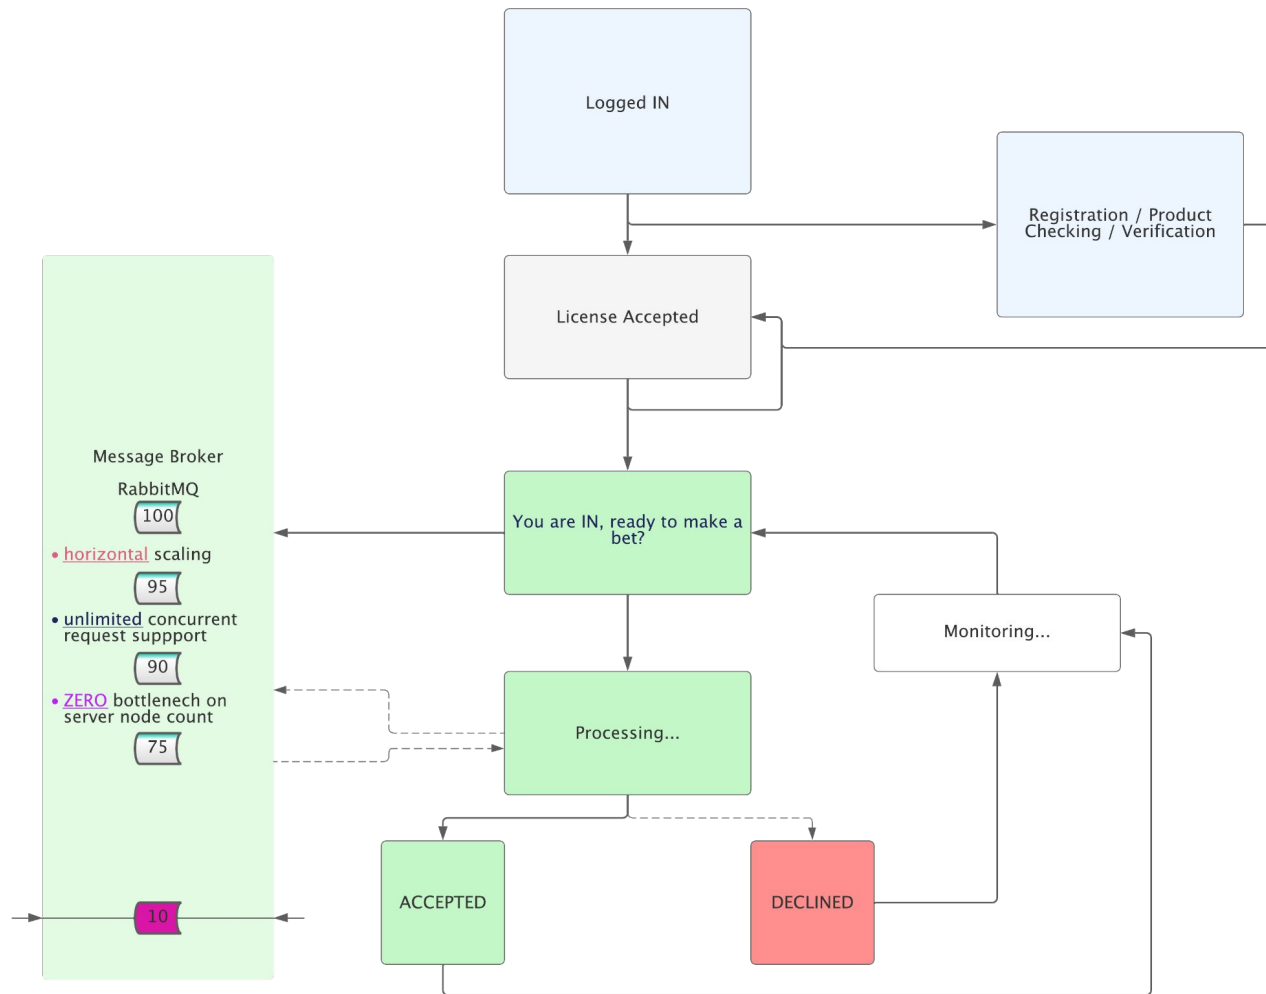 Logged IN
Registration / Product
Checking / Verification
License Accepted
Message Broker
RabbitMQ
100
• horizontal scaling
95
• unlimited concurrent
request suppport
90
• ZERO bottlenech on
server node count
75
10
You are IN, ready to make a
bet?
Monitoring...
Processing...
ACCEPTED
DECLINED